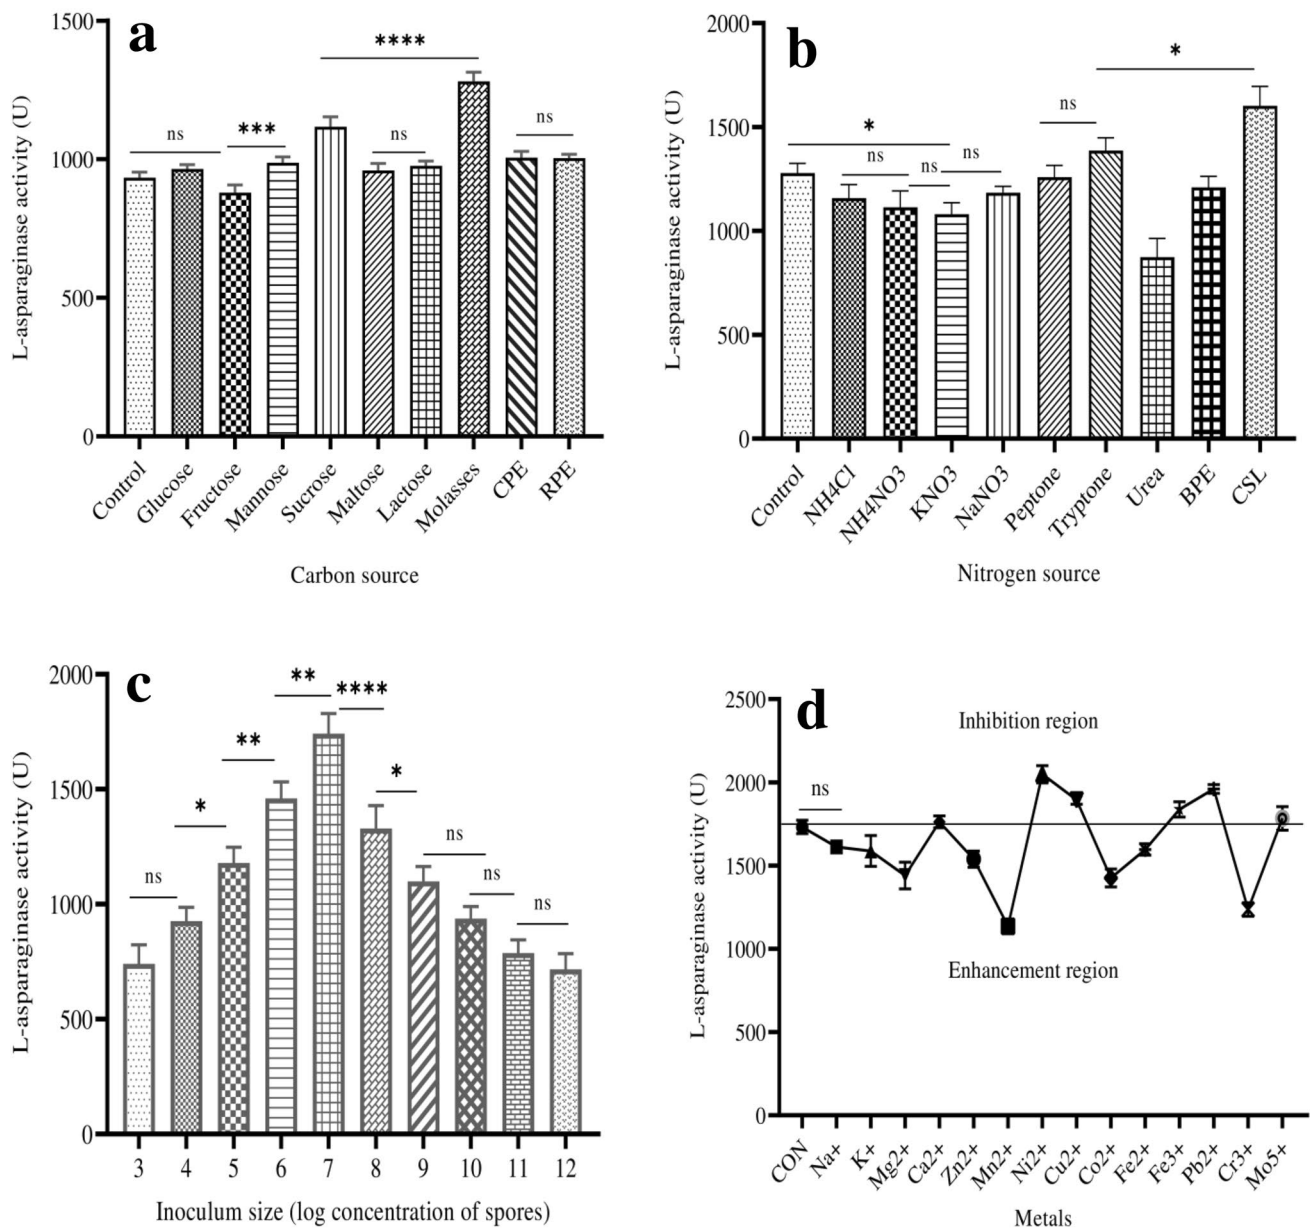 a
L-asparaginase activity (U)
1500
1000
500
0
ns
***
****
ns
ns
Control
Glucose
Fructose
Mannose
Sucrose
Maltose
Lactose
Molasses
CPE
RPE
Carbon source
b
L-asparaginase activity (U)
2000
1500
1000
500
0
*
ns
ns
ns
ns
*
Control
NH4Cl
NH4NO3
KNO3
NaNO3
Peptone
Tryptone
Urea
BPE
CSL
Nitrogen source
c
L-asparaginase activity (U)
2000
1500
1000
500
0
ns
*
**
**
****
*
ns
ns
ns
3 4 5 6 7 8 9 10 11 12
Inoculum size (log concentration of spores)
d
L-asparaginase activity (U)
2500
2000
1500
1000
500
0
Inhibition region
ns
Enhancement region
CON
Na+
K+
Mg2+
Ca2+
Zn2+
Mn2+
Ni2+
Cu2+
Co2+
Fe2+
Fe3+
Pb2+
Cr3+
Mo5+
Metals